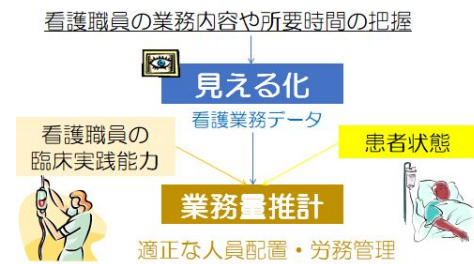 看護職員の業務内容や所要時間の把握
見える化
看護業務データ
看護職員の
臨床実践能力
患者状態
業務量推計
適正な人員配置・労務管理